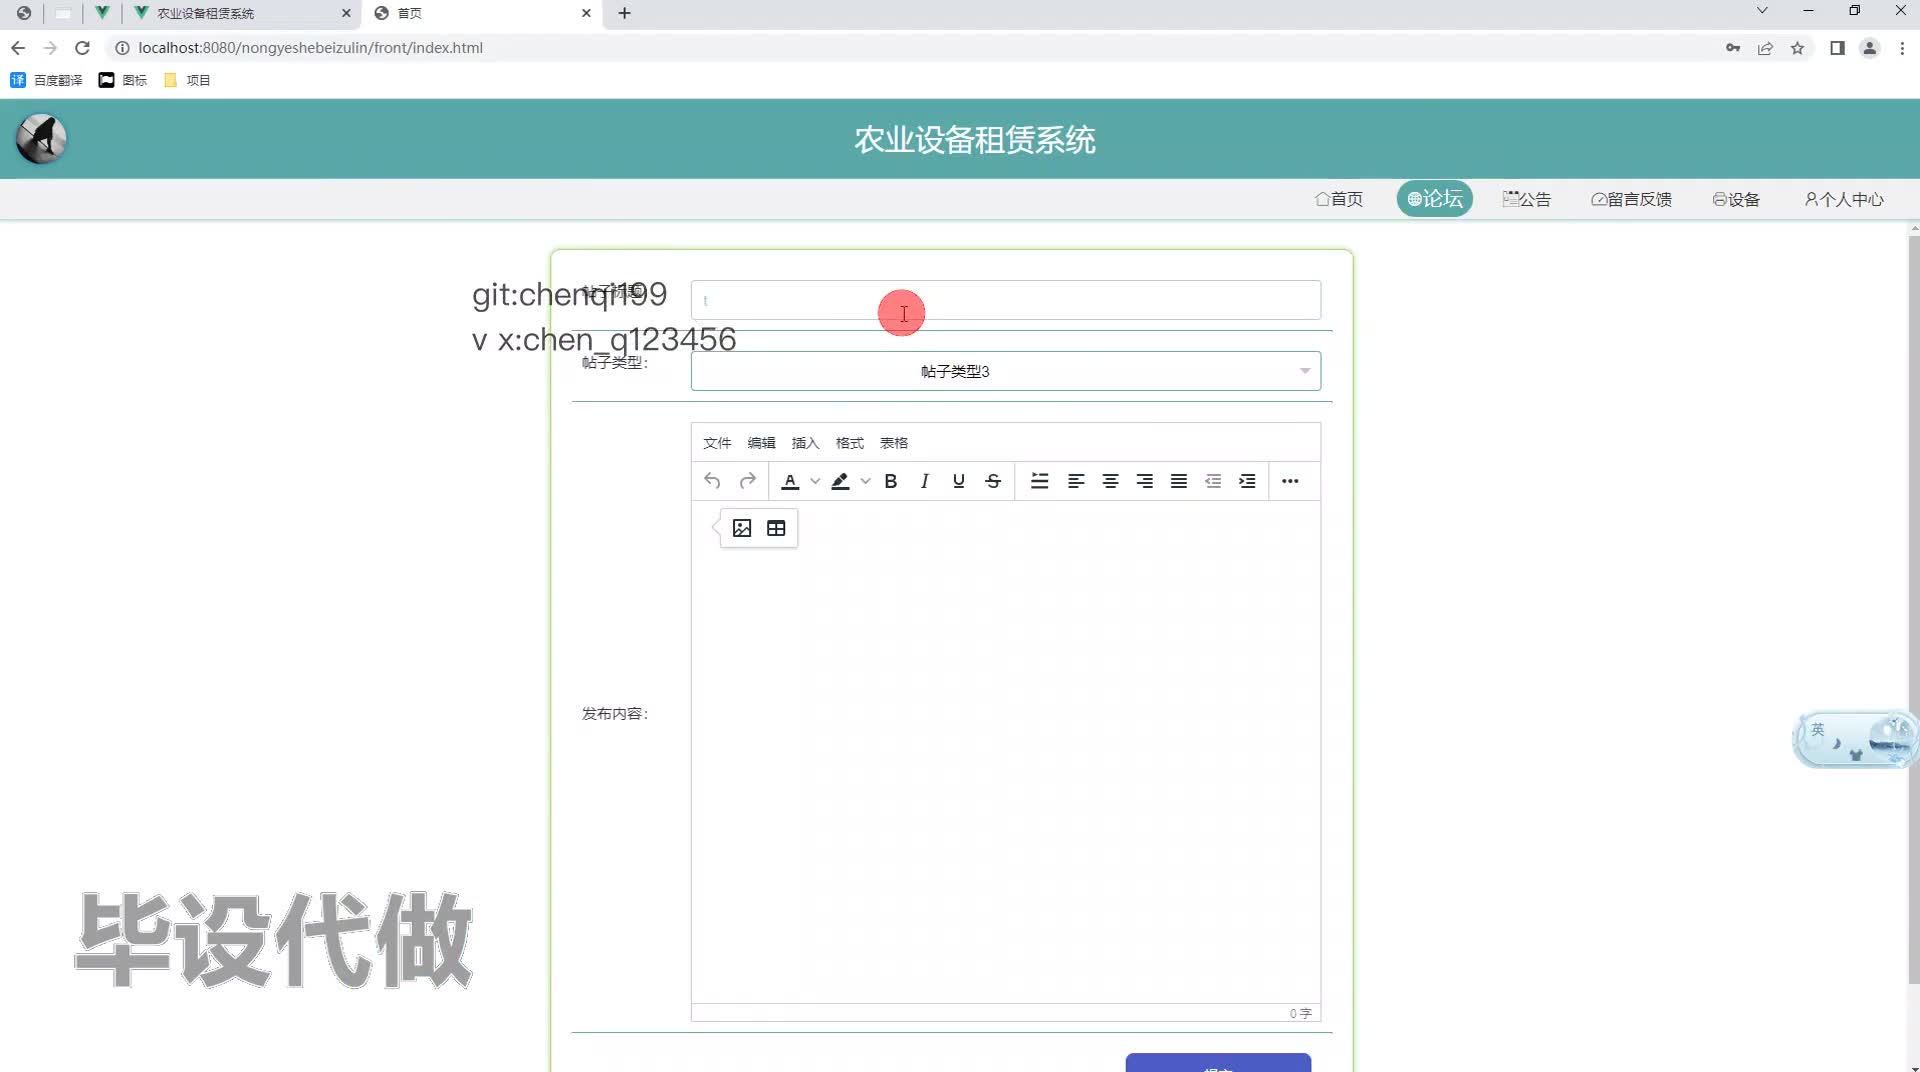 农业设备租赁系统
首页
localhost:8080/nongyeshebeizulin/front/index.html
译 百度翻译 图标 项目
农业设备租赁系统
首页 论坛 公告 留言反馈 设备 个人中心
git:chenqi199
t
v x:chen_q123456
帖子类型：
帖子类型3
文件 编辑 插入 格式 表格
A B I U S
发布内容：
英
毕设代做
0 字